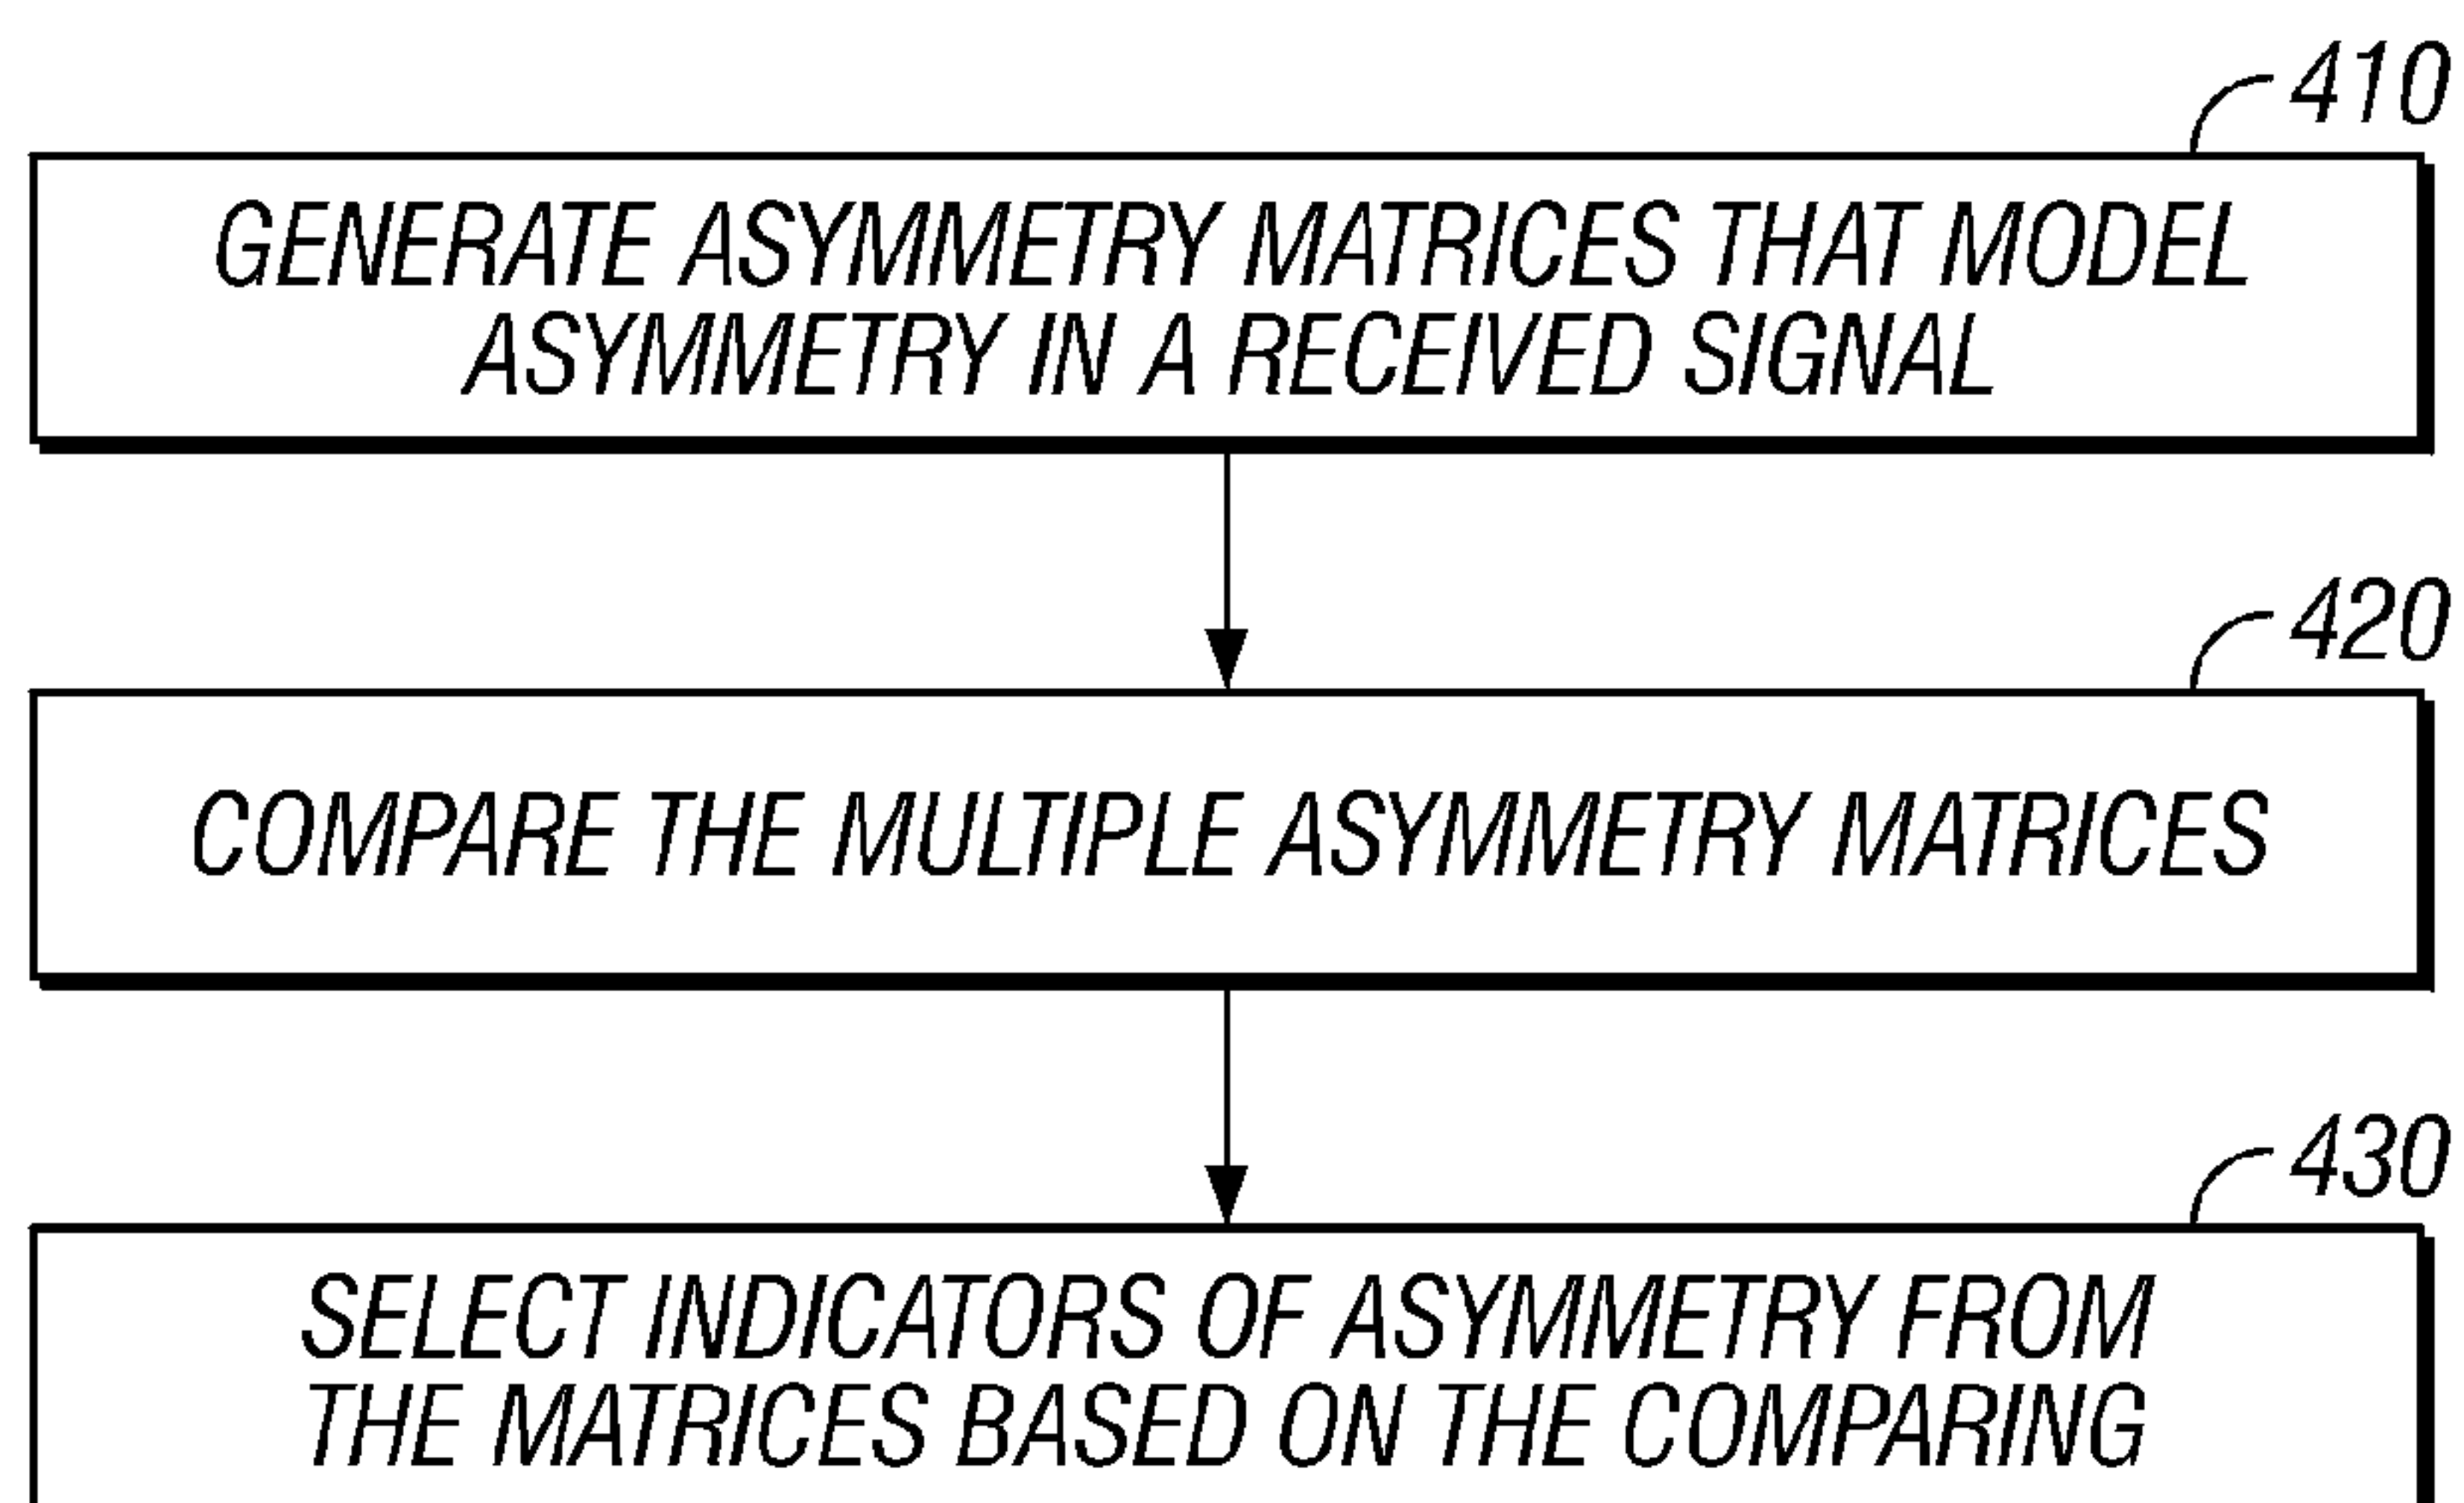 410
GENERATE ASYMMETRY MATRICES THAT MODEL
ASYMMETRY IN A RECEIVED SIGNAL
420
COMPARE THE MULTIPLE ASYMMETRY MATRICES
430
SELECT INDICATORS OF ASYMMETRY FROM
THE MATRICES BASED ON THE COMPARING